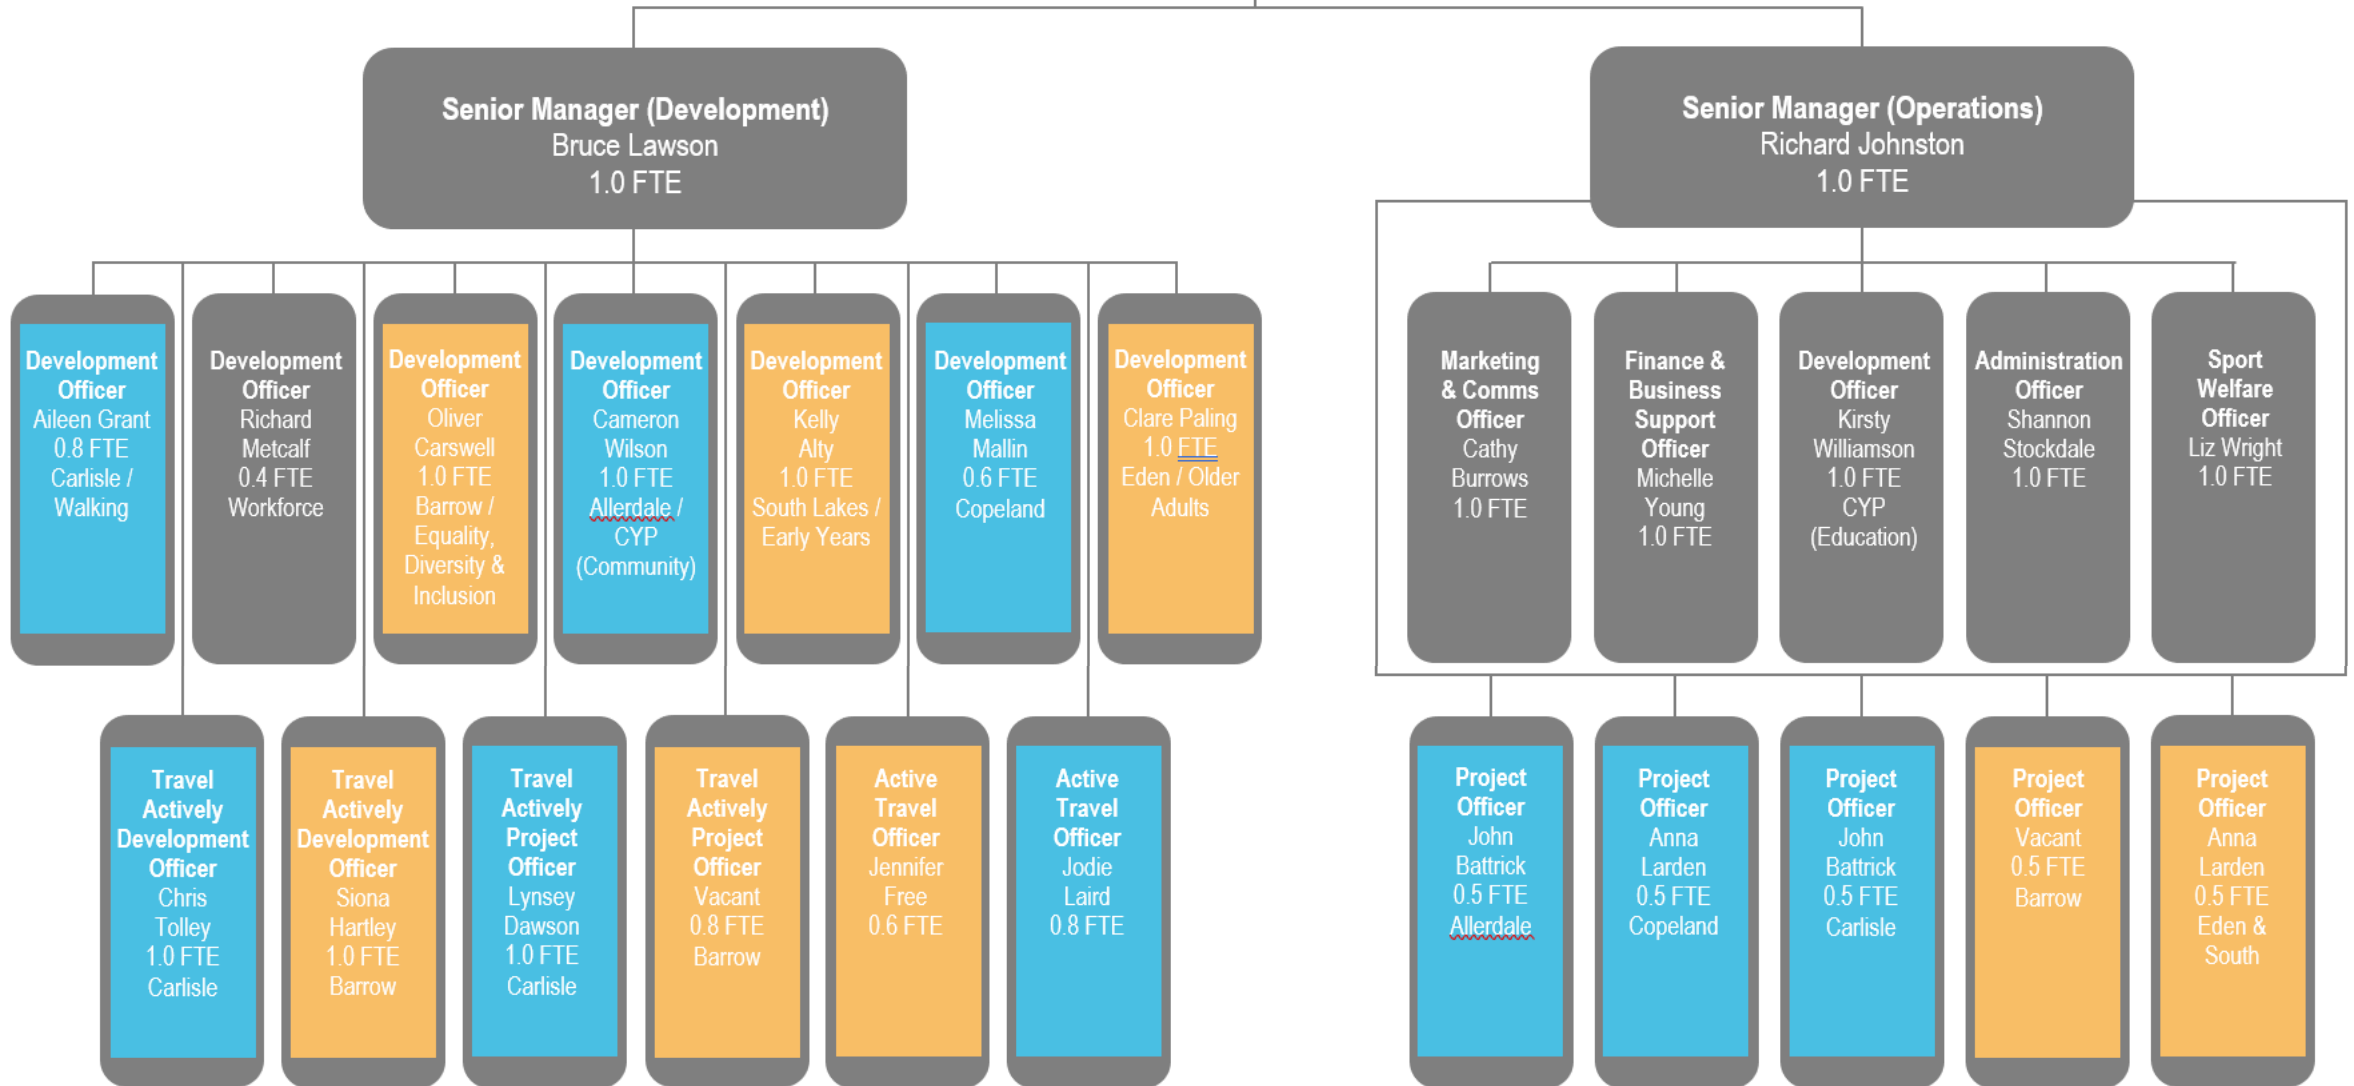 Senior Manager (Development)
Bruce Lawson
1.0 FTE
Senior Manager (Operations)
Richard Johnston
1.0 FTE
Development
Officer
Aileen Grant
0.8 FTE
Carlisle /
Walking
Development
Officer
Richard
Metcalf
0.4 FTE
Workforce
Development
Officer
Oliver
Carswell
1.0 FTE
Barrow /
Equality,
Diversity &
Inclusion
Development
Officer
Cameron
Wilson
1.0 FTE
Allerdale /
CYP
(Community)
Development
Officer
Kelly
Alty
1.0 FTE
South Lakes /
Early Years
Development
Officer
Melissa
Mallin
0.6 FTE
Copeland
Development
Officer
Clare Paling
1.0 FTE
Eden / Older
Adults
Marketing
& Comms
Officer
Cathy
Burrows
1.0 FTE
Finance &
Business
Support
Officer
Michelle
Young
1.0 FTE
Development
Officer
Kirsty
Williamson
1.0 FTE
CYP
(Education)
Administration
Officer
Shannon
Stockdale
1.0 FTE
Sport
Welfare
Officer
Liz Wright
1.0 FTE
Travel
Actively
Development
Officer
Chris
Tolley
1.0 FTE
Carlisle
Travel
Actively
Development
Officer
Siona
Hartley
1.0 FTE
Barrow
Travel
Actively
Project
Officer
Lynsey
Dawson
1.0 FTE
Carlisle
Travel
Actively
Project
Officer
Vacant
0.8 FTE
Barrow
Active
Travel
Officer
Jennifer
Free
0.6 FTE
Active
Travel
Officer
Jodie
Laird
0.8 FTE
Project
Officer
John
Battrick
0.5 FTE
Allerdale
Project
Officer
Anna
Larden
0.5 FTE
Copeland
Project
Officer
John
Battrick
0.5 FTE
Carlisle
Project
Officer
Vacant
0.5 FTE
Barrow
Project
Officer
Anna
Larden
0.5 FTE
Eden &
South